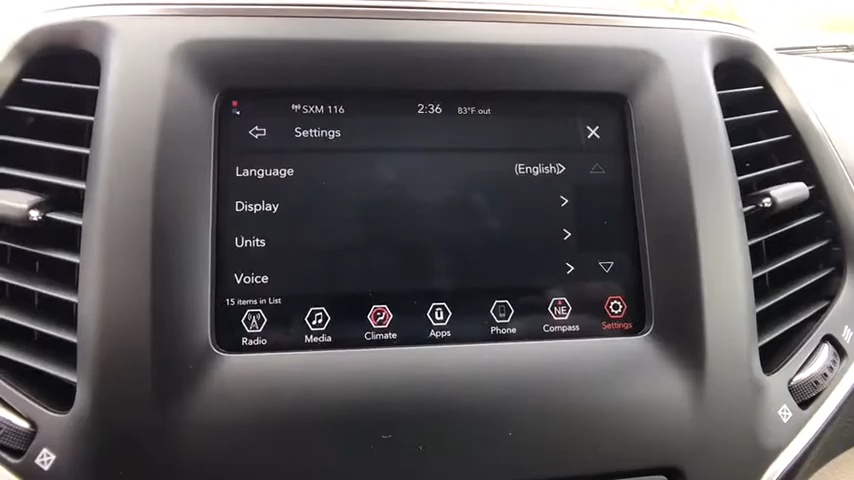 SXM 116 2:36 83°F out
Settings
Language (English)
Display
Units
Voice
15 items in List
Radio Media Climate Apps Phone Compass Settings
NE